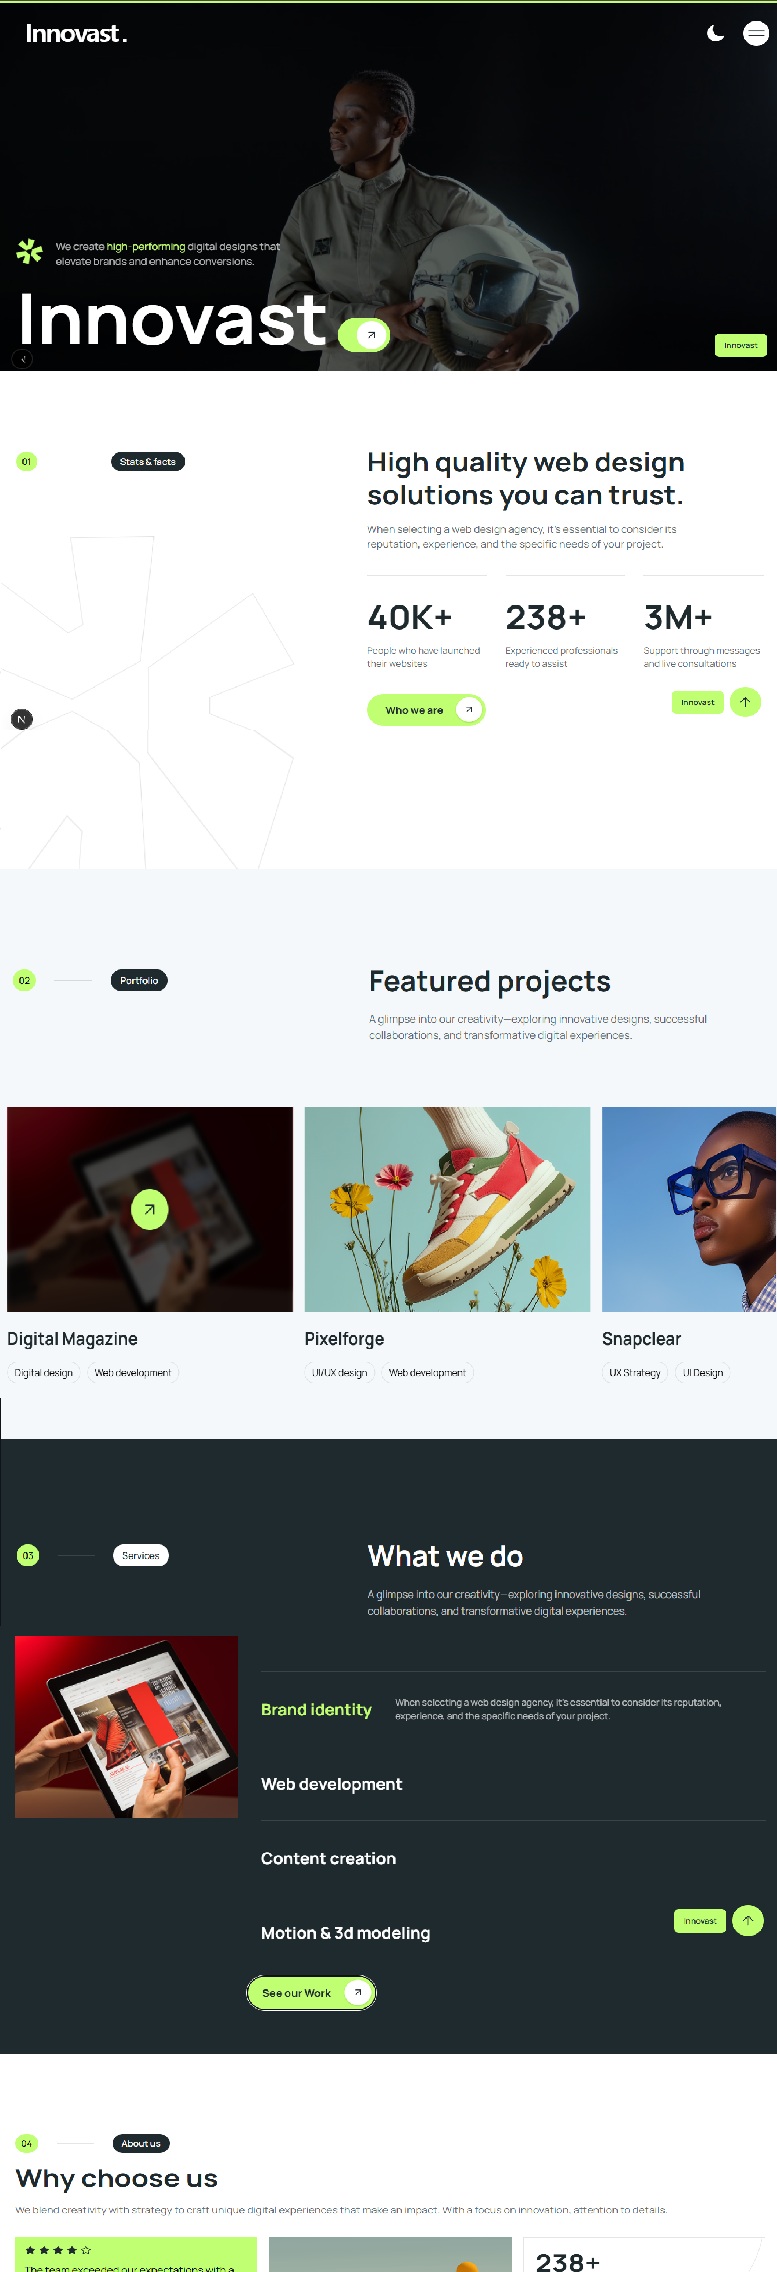 Innovast.
We create high-performing digital designs that
elevate brands and enhance conversions.
Innovast
Innovast
01
Stats & facts
High quality web design
solutions you can trust.
When selecting a web design agency, it's essential to consider its
reputation, experience, and the specific needs of your project.
40K+
People who have launched
their websites
238+
Experienced professionals
ready to assist
3M+
Support through messages
and live consultations
N
Who we are
Innovast
02
Portfolio
Featured projects
A glimpse into our creativity—exploring innovative designs, successful
collaborations, and transformative digital experiences.
Digital Magazine
Digital design
Web development
Pixelforge
UI/UX design
Web development
Snapclear
UX Strategy
UI Design
03
Services
What we do
A glimpse into our creativity—exploring innovative designs, successful
collaborations, and transformative digital experiences.
Brand identity
When selecting a web design agency, it's essential to consider its reputation,
experience, and the specific needs of your project.
Web development
Content creation
Motion & 3d modeling
Innovast
See our Work
04
About us
Why choose us
We blend creativity with strategy to craft unique digital experiences that make an impact. With a focus on innovation, attention to details.
The team exceeded our expectations with a
238+